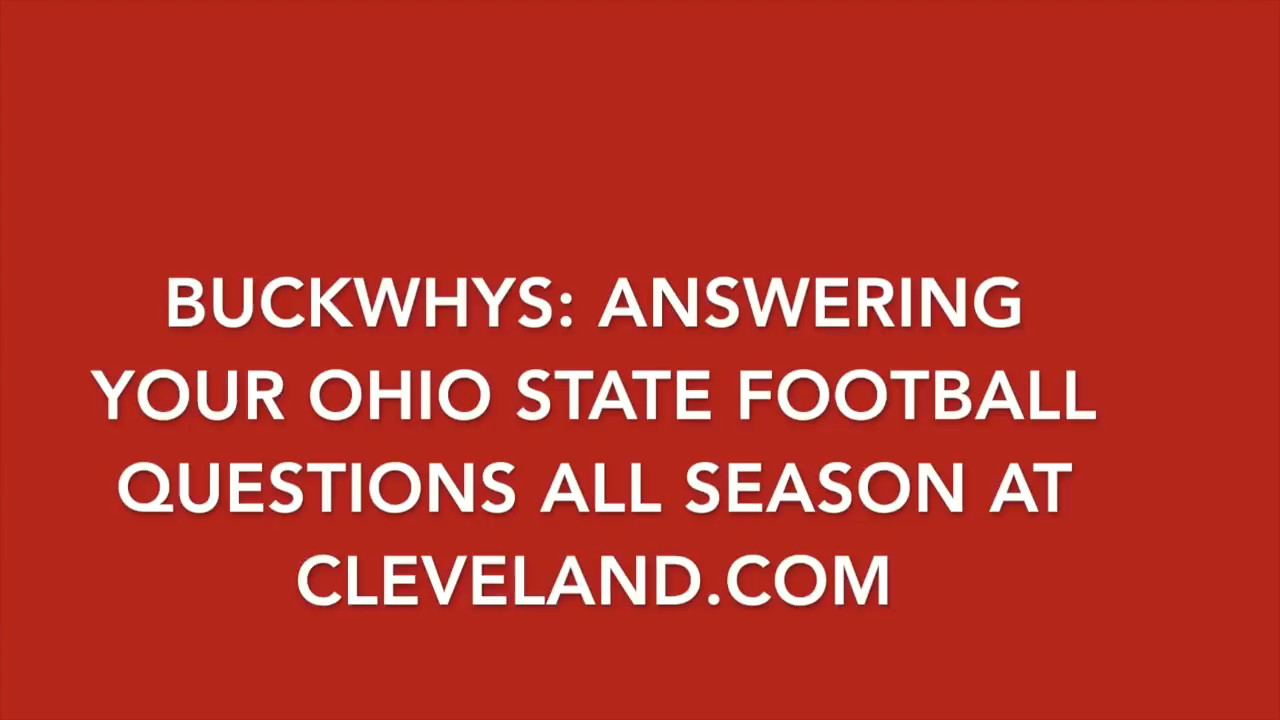 BUCKWHYS: ANSWERING
YOUR OHIO STATE FOOTBALL
QUESTIONS ALL SEASON AT
CLEVELAND.COM